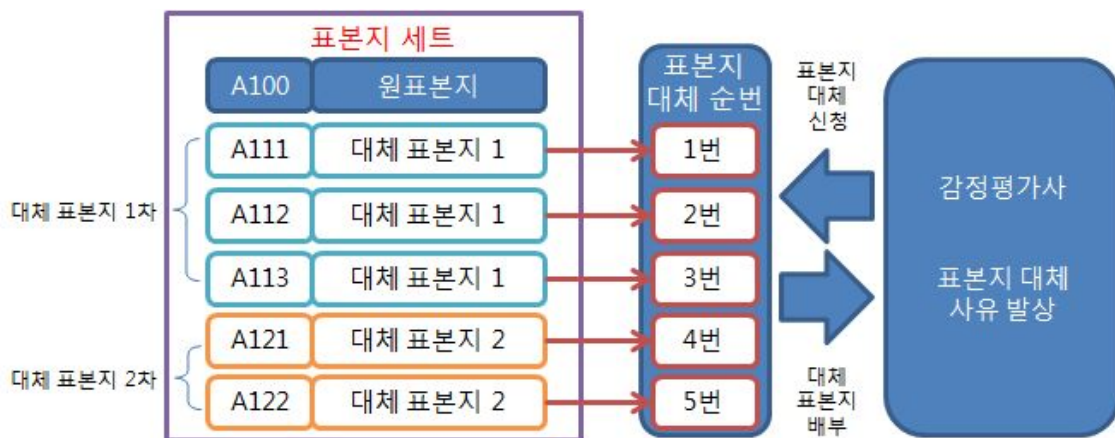 표본지 세트
A100 원표본지
A111 대체 표본지 1
A112 대체 표본지 1
A113 대체 표본지 1
A121 대체 표본지 2
A122 대체 표본지 2
대체 표본지 1차
대체 표본지 2차
표본지
대체 순번
1번
2번
3번
4번
5번
표본지
대체
신청
대체
표본지
배부
감정평가사
표본지 대체
사유 발상